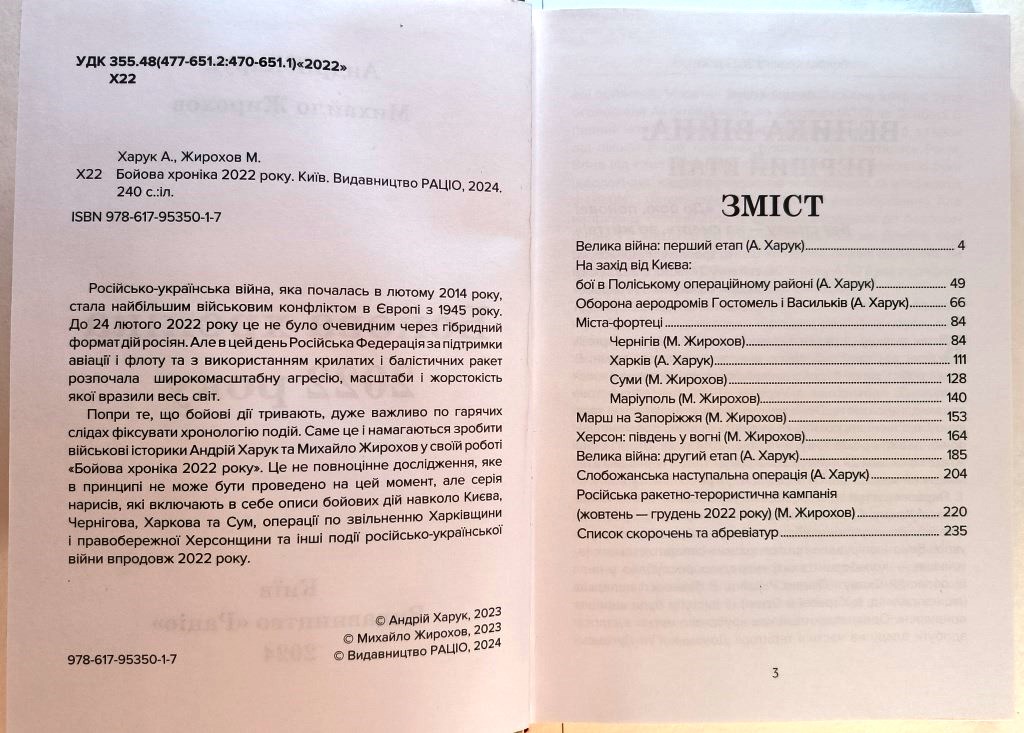 УДК 355.48(477-651.2:470-651.1)«2022»
Х22
Харук А., Жирохов М.
Х22 Бойова хроніка 2022 року. Київ. Видавництво РАЦІО, 2024.
240 с.:іл.
ISBN 978-617-95350-1-7
Російсько-українська війна, яка почалась в лютому 2014 року,
стала найбільшим військовим конфліктом в Європі з 1945 року.
До 24 лютого 2022 року це не було очевидним через гібридний
формат дій росіян. Але в цей день Російська Федерація за підтримки
авіації і флоту та з використанням крилатих і балістичних ракет
розпочала широкомасштабну агресію, масштаби і жорстокість
якої вразили весь світ.
Попри те, що бойові дії тривають, дуже важливо по гарячих
слідах фіксувати хронологію подій. Саме це і намагаються зробити
військові історики Андрій Харук та Михайло Жирохов у своїй роботі
«Бойова хроніка 2022 року». Це не повноцінне дослідження, яке
в принципі не може бути проведено на цей момент, але серія
нарисів, які включають в себе описи бойових дій навколо Києва,
Чернігова, Харкова та Сум, операції по звільненню Харківщини
і правобережної Херсонщини та інші події російсько-української
війни впродовж 2022 року.
© Андрій Харук, 2023
© Михайло Жирохов, 2023
978-617-95350-1-7 © Видавництво РАЦІО, 2024
ЗМІСТ
Велика війна: перший етап (А. Харук)........ 4
На захід від Києва:
бої в Поліському операційному районі (А. Харук)........ 49
Оборона аеродромів Гостомель і Васильків (А. Харук)........ 66
Міста-фортеці........ 84
Чернігів (М. Жирохов)........ 84
Харків (А. Харук)........ 111
Суми (М. Жирохов)........ 128
Маріуполь (М. Жирохов)........ 140
Марш на Запоріжжя (М. Жирохов)........ 153
Херсон: південь у вогні (М. Жирохов)........ 164
Велика війна: другий етап (А. Харук)........ 185
Слобожанська наступальна операція (А. Харук)........ 204
Російська ракетно-терористична кампанія
(жовтень — грудень 2022 року) (М. Жирохов)........ 220
Список скорочень та абревіатур........ 235
3